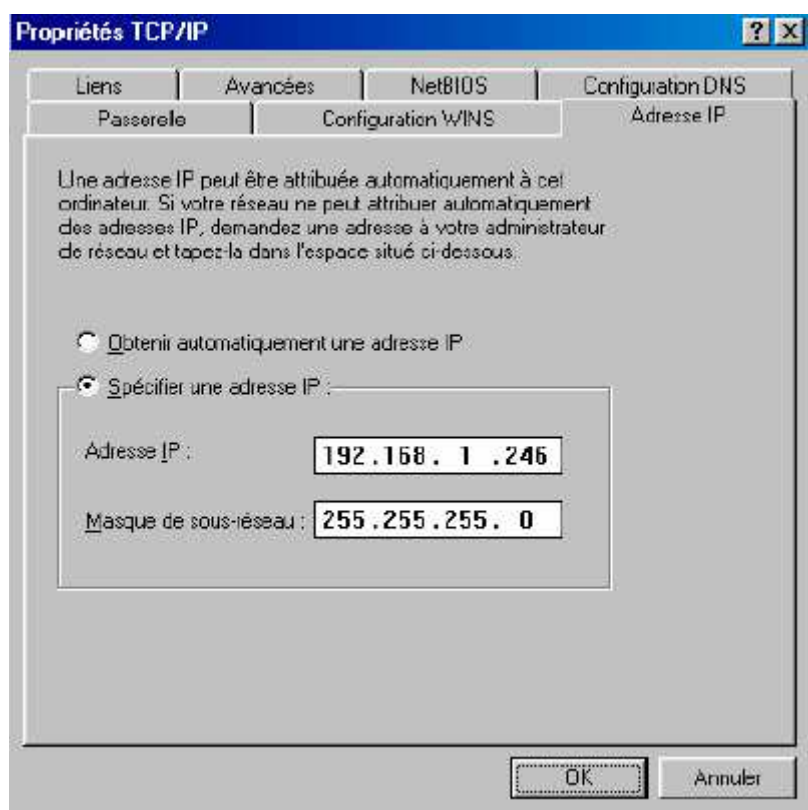 Propriétés TCP/IP
Liens Avancées NetBIOS Configuration DNS
Passerelle Configuration WINS Adresse IP
Une adresse IP peut être attribuée automatiquement à cet
ordinateur. Si votre réseau ne peut attribuer automatiquement
des adresses IP, demandez une adresse à votre administrateur
de réseau et tapez-la dans l'espace situé ci-dessous.
Obtenir automatiquement une adresse IP
Spécifier une adresse IP :
Adresse IP : 192.168. 1 .246
Masque de sous-réseau : 255.255.255. 0
OK Annuler